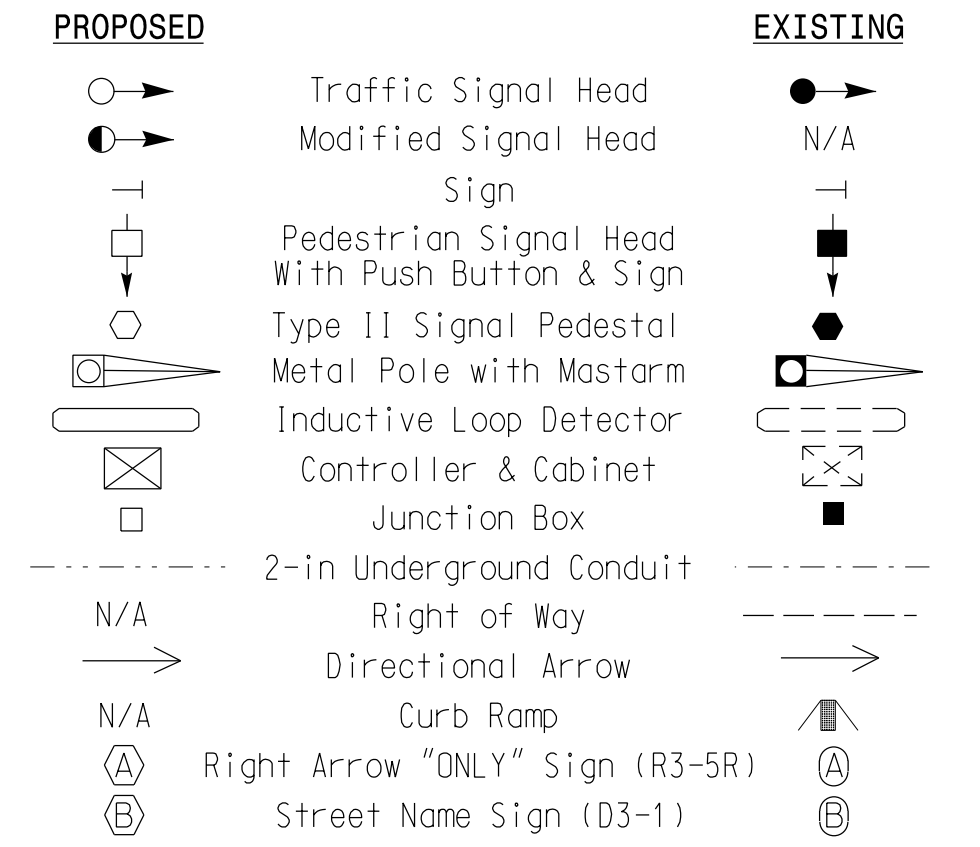 PROPOSED EXISTING
Traffic Signal Head
Modified Signal Head N/A
Sign
Pedestrian Signal Head
With Push Button & Sign
Type II Signal Pedestal
Metal Pole with Mastarm
Inductive Loop Detector
Controller & Cabinet
Junction Box
2-in Underground Conduit
N/A Right of Way
Directional Arrow
N/A Curb Ramp
A Right Arrow "ONLY" Sign (R3-5R) A
B Street Name Sign (D3-1) B